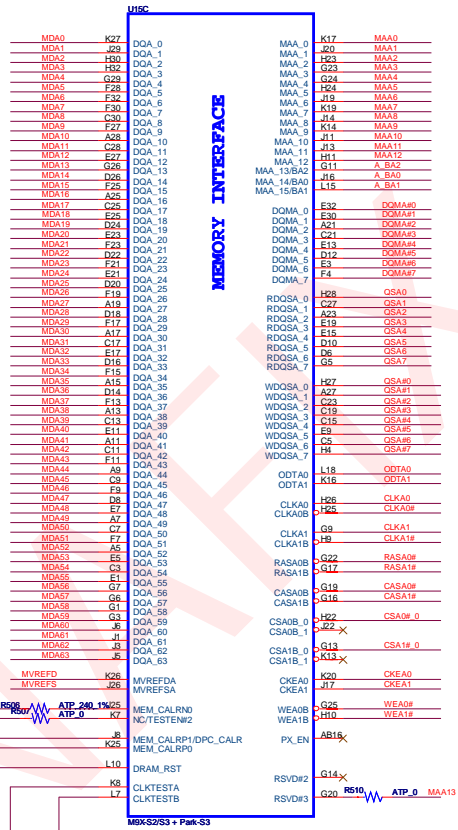 U15C
MDA0 K27 DQA_0
MDA1 J29 DQA_1
MDA2 H30 DQA_2
MDA3 H32 DQA_3
MDA4 G29 DQA_4
MDA5 F28 DQA_5
MDA6 F32 DQA_6
MDA7 F30 DQA_7
MDA8 C30 DQA_8
MDA9 F27 DQA_9
MDA10 A28 DQA_10
MDA11 C28 DQA_11
MDA12 E27 DQA_12
MDA13 G26 DQA_13
MDA14 D26 DQA_14
MDA15 F25 DQA_15
MDA16 A25 DQA_16
MDA17 C25 DQA_17
MDA18 E25 DQA_18
MDA19 D24 DQA_19
MDA20 E23 DQA_20
MDA21 F23 DQA_21
MDA22 D22 DQA_22
MDA23 F21 DQA_23
MDA24 E21 DQA_24
MDA25 D20 DQA_25
MDA26 F19 DQA_26
MDA27 A19 DQA_27
MDA28 D18 DQA_28
MDA29 F17 DQA_29
MDA30 A17 DQA_30
MDA31 C17 DQA_31
MDA32 E17 DQA_32
MDA33 D16 DQA_33
MDA34 F15 DQA_34
MDA35 A15 DQA_35
MDA36 D14 DQA_36
MDA37 F13 DQA_37
MDA38 A13 DQA_38
MDA39 C13 DQA_39
MDA40 E11 DQA_40
MDA41 A11 DQA_41
MDA42 C11 DQA_42
MDA43 F11 DQA_43
MDA44 A9 DQA_44
MDA45 C9 DQA_45
MDA46 F9 DQA_46
MDA47 D8 DQA_47
MDA48 E7 DQA_48
MDA49 A7 DQA_49
MDA50 C7 DQA_50
MDA51 F7 DQA_51
MDA52 A5 DQA_52
MDA53 E5 DQA_53
MDA54 C3 DQA_54
MDA55 E1 DQA_55
MDA56 G7 DQA_56
MDA57 G6 DQA_57
MDA58 G1 DQA_58
MDA59 G3 DQA_59
MDA60 J6 DQA_60
MDA61 J1 DQA_61
MDA62 J3 DQA_62
MDA63 J5 DQA_63
MVREFD K26 MVREFDA
MVREFS J26 MVREFSA
R506 ATP_240_1% J25 MEM_CALRN0
R507 ATP_0 K7 NC/TESTEN#2
J8 MEM_CALRP1/DPC_CALR
K25 MEM_CALRP0
L10 DRAM_RST
K8 CLKTESTA
L7 CLKTESTB
MEMORY INTERFACE
MAA_0 K17 MAA0
MAA_1 J20 MAA1
MAA_2 H23 MAA2
MAA_3 G23 MAA3
MAA_4 G24 MAA4
MAA_5 H24 MAA5
MAA_6 J19 MAA6
MAA_7 K19 MAA7
MAA_8 J14 MAA8
MAA_9 K14 MAA9
MAA_10 J11 MAA10
MAA_11 J13 MAA11
MAA_12 H11 MAA12
MAA_13/BA2 G11 A_BA2
MAA_14/BA0 J16 A_BA0
MAA_15/BA1 L15 A_BA1
DQMA_0 E32 DQMA#0
DQMA_1 E30 DQMA#1
DQMA_2 A21 DQMA#2
DQMA_3 C21 DQMA#3
DQMA_4 E13 DQMA#4
DQMA_5 D12 DQMA#5
DQMA_6 E3 DQMA#6
DQMA_7 F4 DQMA#7
RDQSA_0 H28 QSA0
RDQSA_1 C27 QSA1
RDQSA_2 A23 QSA2
RDQSA_3 E19 QSA3
RDQSA_4 E15 QSA4
RDQSA_5 D10 QSA5
RDQSA_6 D6 QSA6
RDQSA_7 G5 QSA7
WDQSA_0 H27 QSA#0
WDQSA_1 A27 QSA#1
WDQSA_2 C23 QSA#2
WDQSA_3 C19 QSA#3
WDQSA_4 C15 QSA#4
WDQSA_5 E9 QSA#5
WDQSA_6 C5 QSA#6
WDQSA_7 H4 QSA#7
ODTA0 L18 ODTA0
ODTA1 K16 ODTA1
CLKA0 H26 CLKA0
CLKA0B H25 CLKA0#
CLKA1 G9 CLKA1
CLKA1B H9 CLKA1#
RASA0B G22 RASA0#
RASA1B G17 RASA1#
CASA0B G19 CASA0#
CASA1B G16 CASA1#
CSA0B_0 H22 CSA0#_0
CSA0B_1 J22
CSA1B_0 G13 CSA1#_0
CSA1B_1 K13
CKEA0 K20 CKEA0
CKEA1 J17 CKEA1
WEA0B G25 WEA0#
WEA1B H10 WEA1#
PX_EN AB16
RSVD#2 G14
RSVD#3 G20 R510 ATP_0 MAA13
M9X-S2/S3 + Park-S3